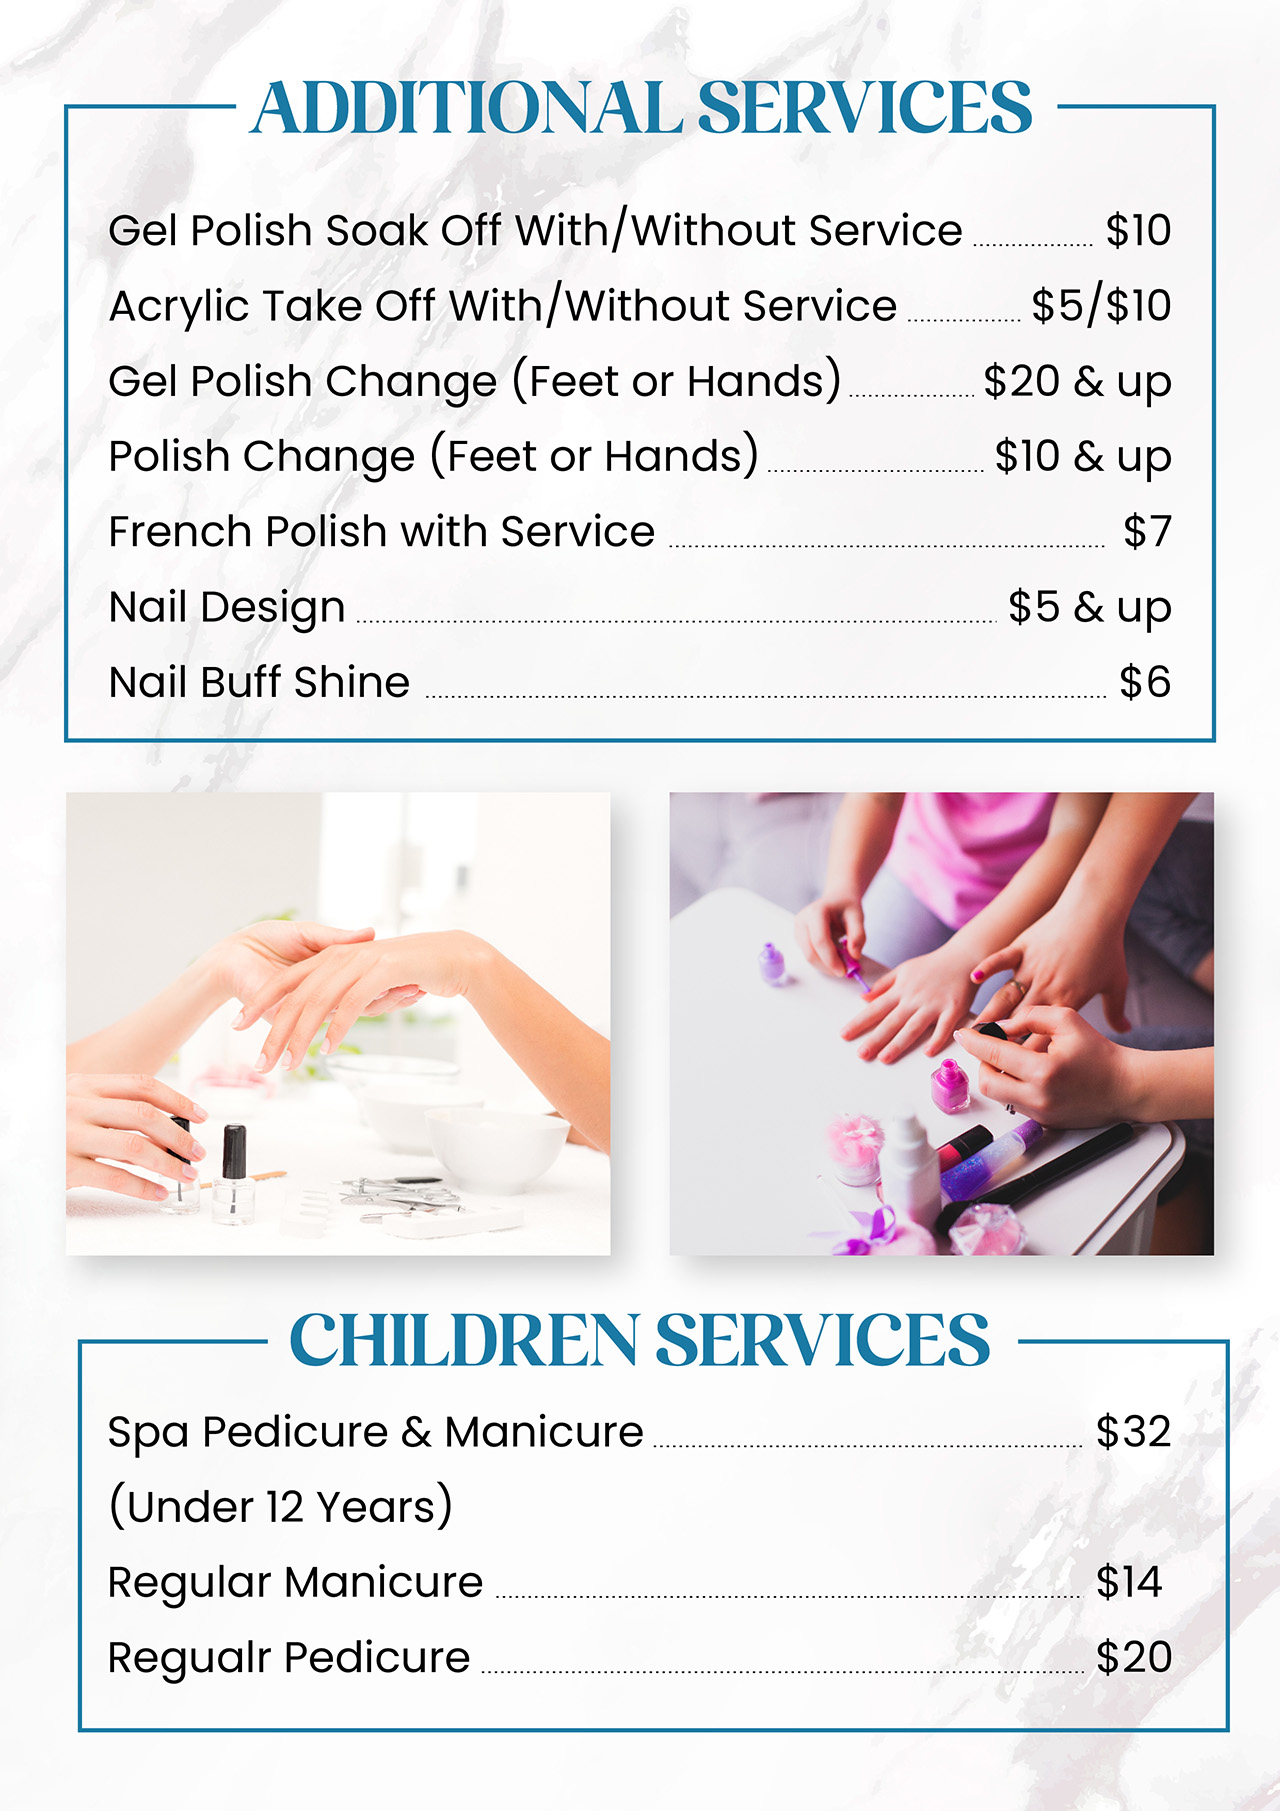 ADDITIONAL SERVICES
Gel Polish Soak Off With/Without Service $10
Acrylic Take Off With/Without Service $5/$10
Gel Polish Change (Feet or Hands) $20 & up
Polish Change (Feet or Hands) $10 & up
French Polish with Service $7
Nail Design $5 & up
Nail Buff Shine $6
CHILDREN SERVICES
Spa Pedicure & Manicure $32
(Under 12 Years)
Regular Manicure $14
Regualr Pedicure $20